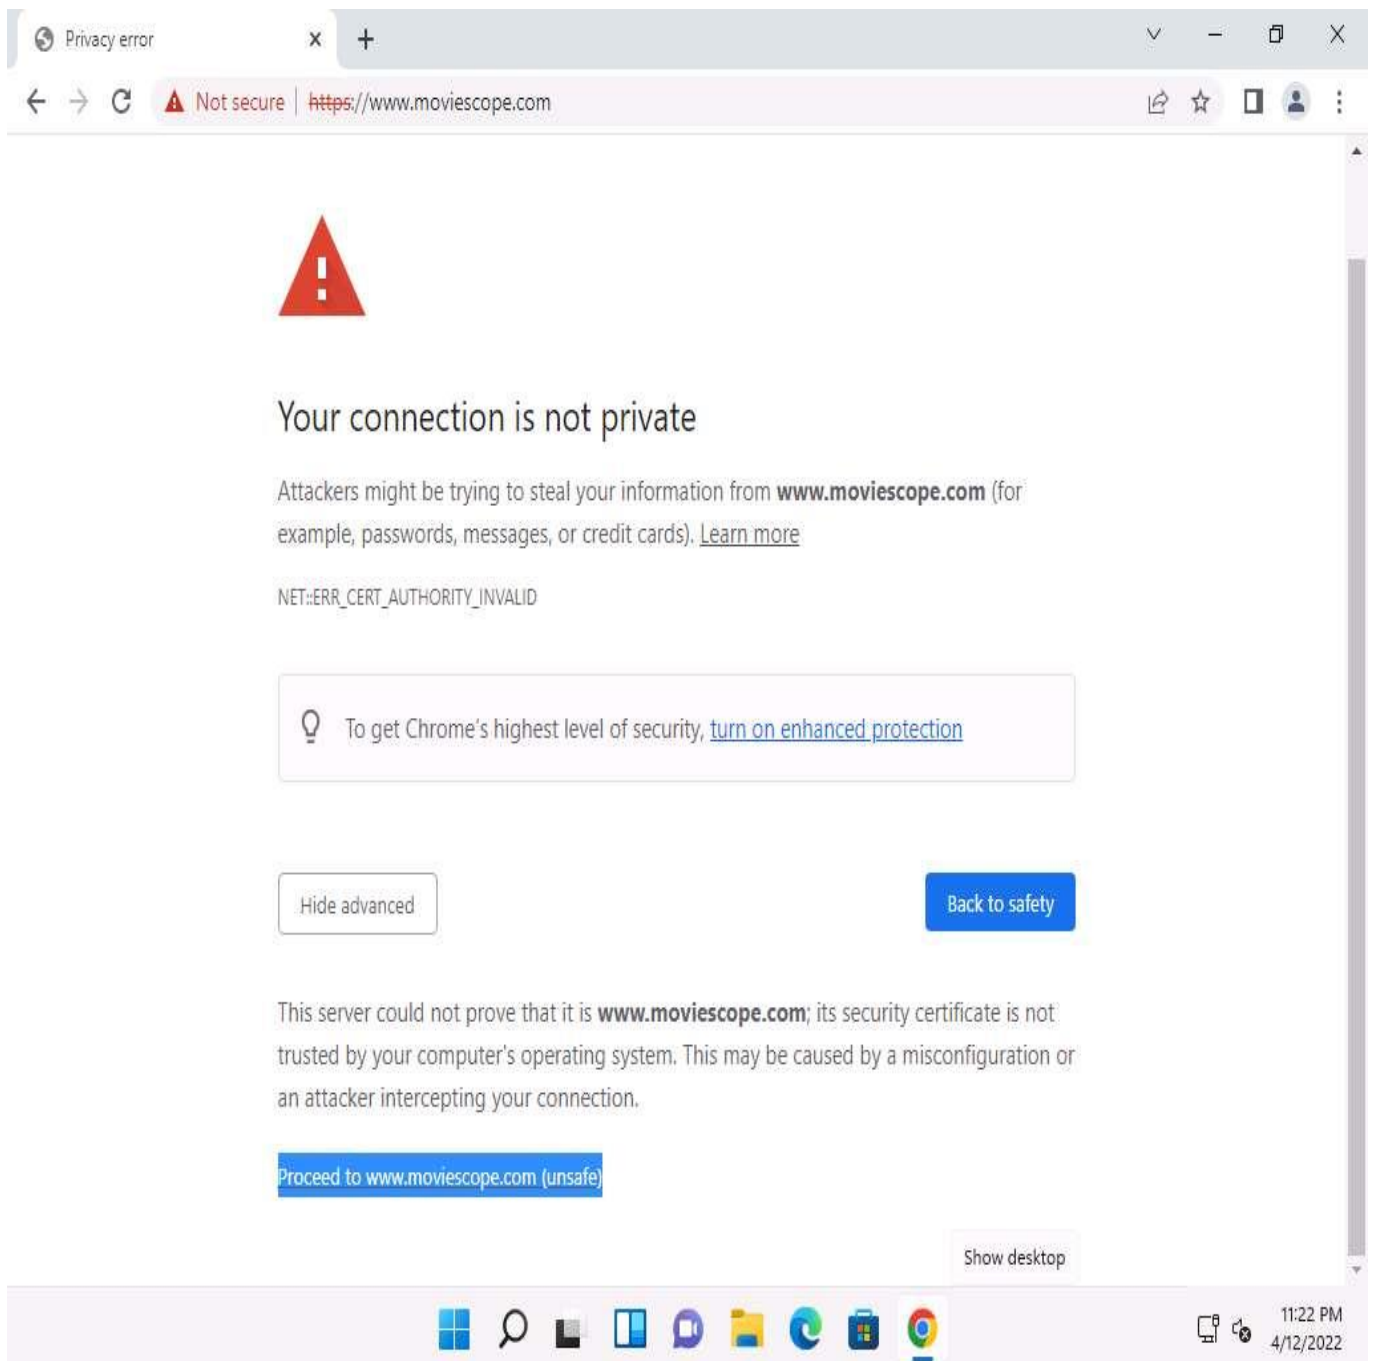 Privacy error
Not secure | https://www.moviescope.com
Your connection is not private
Attackers might be trying to steal your information from www.moviescope.com (for
example, passwords, messages, or credit cards). Learn more
NET::ERR_CERT_AUTHORITY_INVALID
To get Chrome's highest level of security, turn on enhanced protection
Hide advanced
Back to safety
This server could not prove that it is www.moviescope.com; its security certificate is not
trusted by your computer's operating system. This may be caused by a misconfiguration or
an attacker intercepting your connection.
Proceed to www.moviescope.com (unsafe)
Show desktop
11:22 PM
4/12/2022